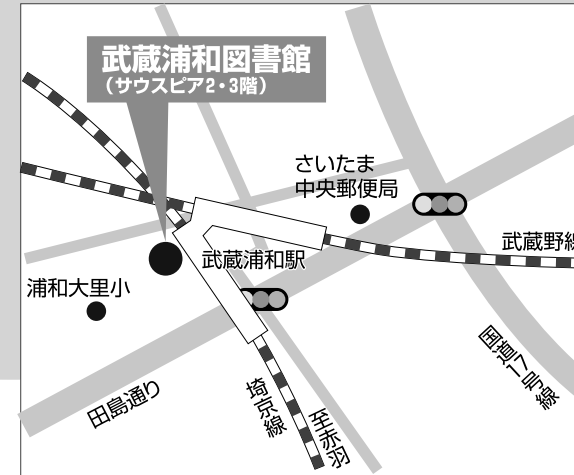 武蔵浦和図書館
（サウスピア2・3階）
さいたま
中央郵便局
武蔵野線
武蔵浦和駅
浦和大里小
国道17号線
田島通り
埼京線
至赤羽